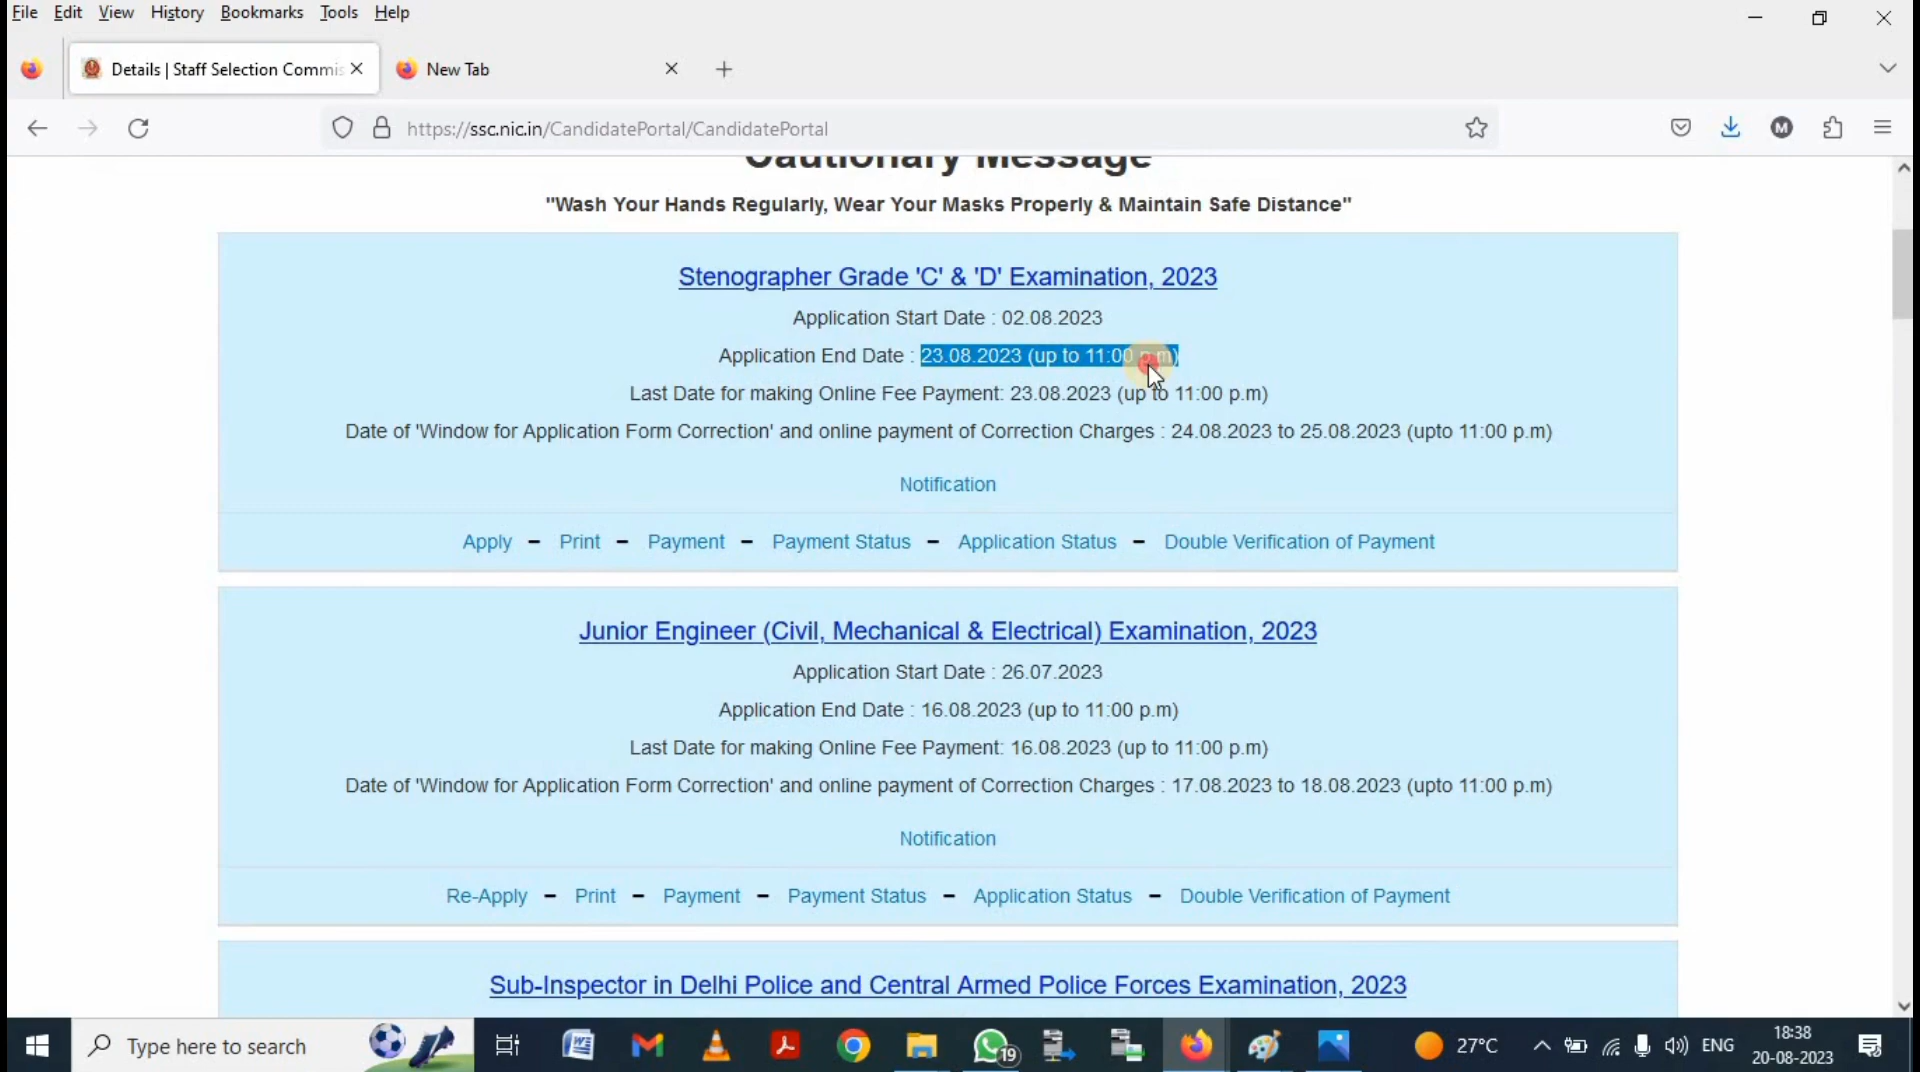 File Edit View History Bookmarks Tools Help
Details | Staff Selection Commis
New Tab
https://ssc.nic.in/CandidatePortal/CandidatePortal
M
Cautionary Message
"Wash Your Hands Regularly, Wear Your Masks Properly & Maintain Safe Distance"
Stenographer Grade 'C' & 'D' Examination, 2023
Application Start Date : 02.08.2023
Application End Date : 23.08.2023 (up to 11:00 p.m)
Last Date for making Online Fee Payment: 23.08.2023 (up to 11:00 p.m)
Date of 'Window for Application Form Correction' and online payment of Correction Charges : 24.08.2023 to 25.08.2023 (upto 11:00 p.m)
Notification
Apply – Print – Payment – Payment Status – Application Status – Double Verification of Payment
Junior Engineer (Civil, Mechanical & Electrical) Examination, 2023
Application Start Date : 26.07.2023
Application End Date : 16.08.2023 (up to 11:00 p.m)
Last Date for making Online Fee Payment: 16.08.2023 (up to 11:00 p.m)
Date of 'Window for Application Form Correction' and online payment of Correction Charges : 17.08.2023 to 18.08.2023 (upto 11:00 p.m)
Notification
Re-Apply – Print – Payment – Payment Status – Application Status – Double Verification of Payment
Sub-Inspector in Delhi Police and Central Armed Police Forces Examination, 2023
Type here to search
19
27°C
ENG
18:38
20-08-2023